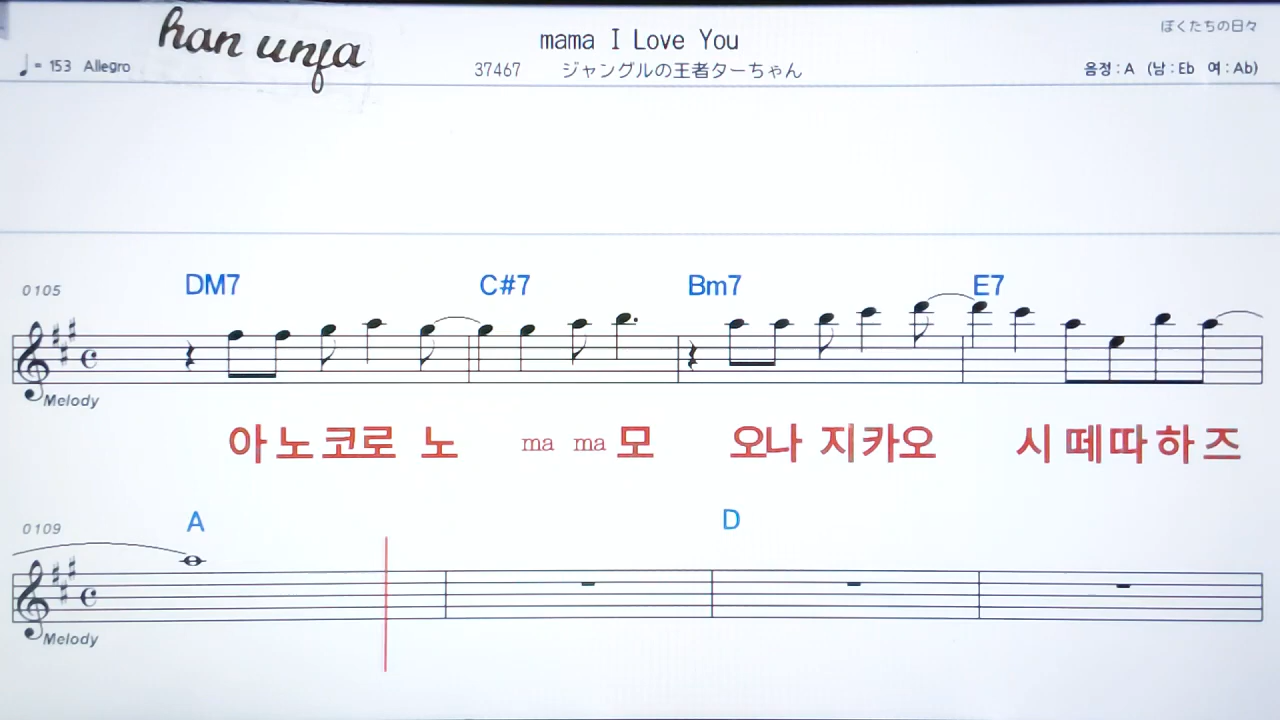 han unfa
mama I Love You
ぼくたちの日々
♩= 153 Allegro
37467 ジャングルの王者ターちゃん
음정 : A (남 : Eb 여 : Ab)
0105
DM7 C#7 Bm7 E7
Melody
아 노 코로 노 ma ma 모 오나 지카오 시 떼따 하 즈
0109
A D
Melody